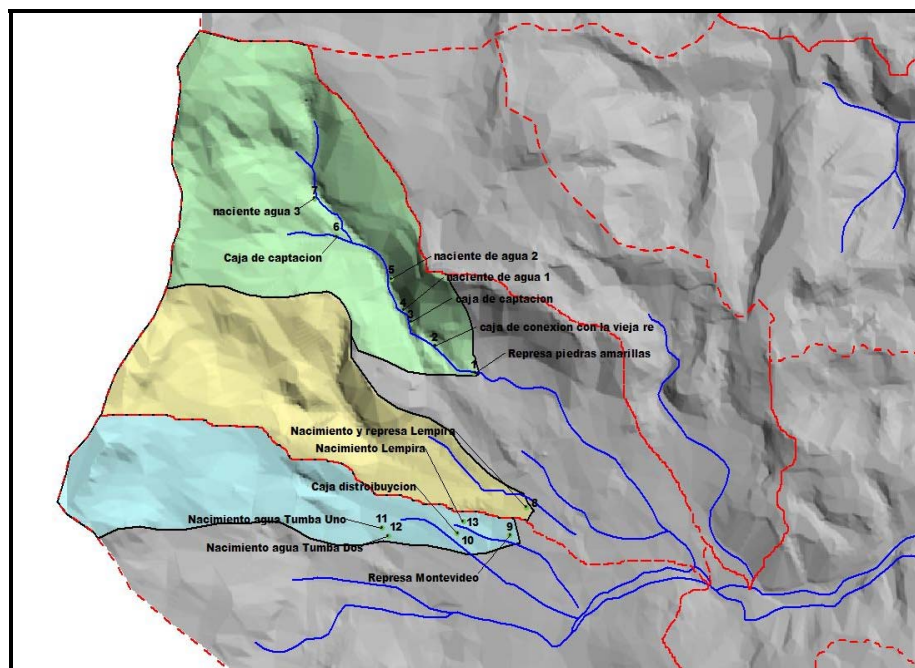 7
naciente agua 3
6
Caja de captacion
5
naciente de agua 2
naciente de agua 1
4
3
caja de captacion
2
caja de conexion con la vieja re
1
Represa piedras amarillas
Nacimiento y represa Lempira
Nacimiento Lempira
Caja distroibuycion
8
Nacimiento agua Tumba Uno
11
13
12
10
9
Nacimiento agua Tumba Dos
Represa Montevideo